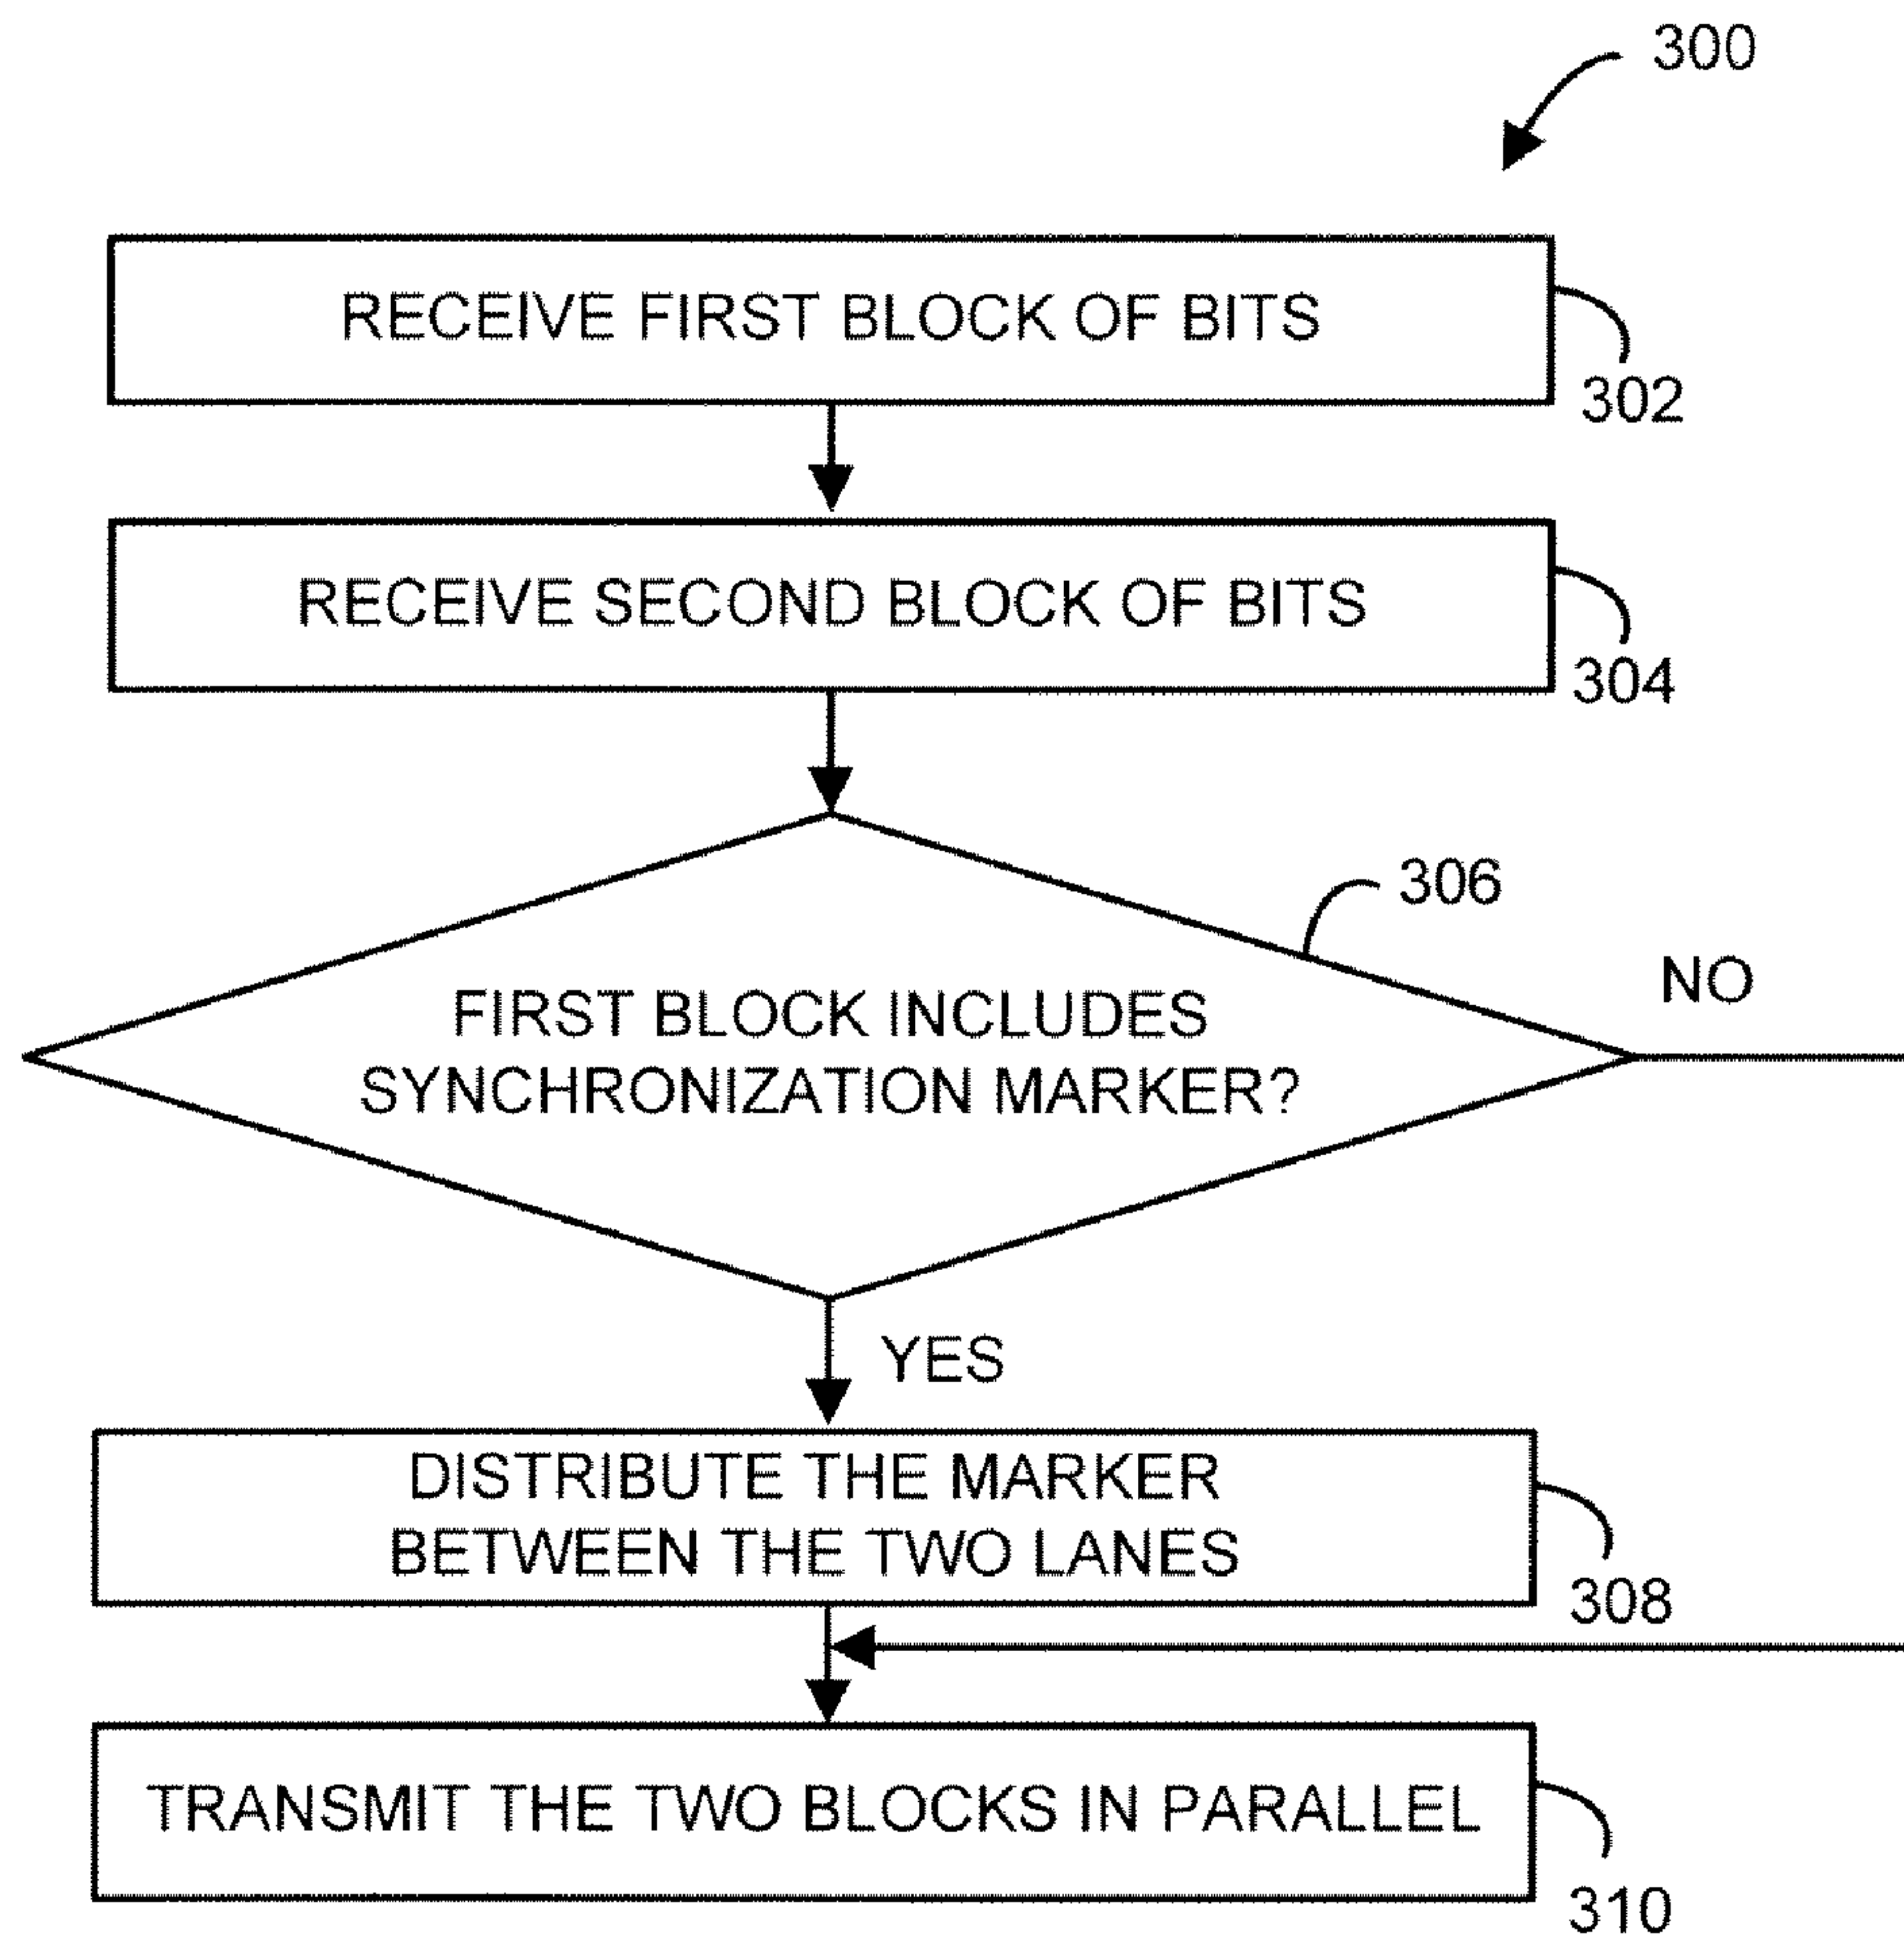 300
RECEIVE FIRST BLOCK OF BITS
302
RECEIVE SECOND BLOCK OF BITS
304
306
NO
FIRST BLOCK INCLUDES
SYNCHRONIZATION MARKER?
YES
DISTRIBUTE THE MARKER
BETWEEN THE TWO LANES
308
TRANSMIT THE TWO BLOCKS IN PARALLEL
310